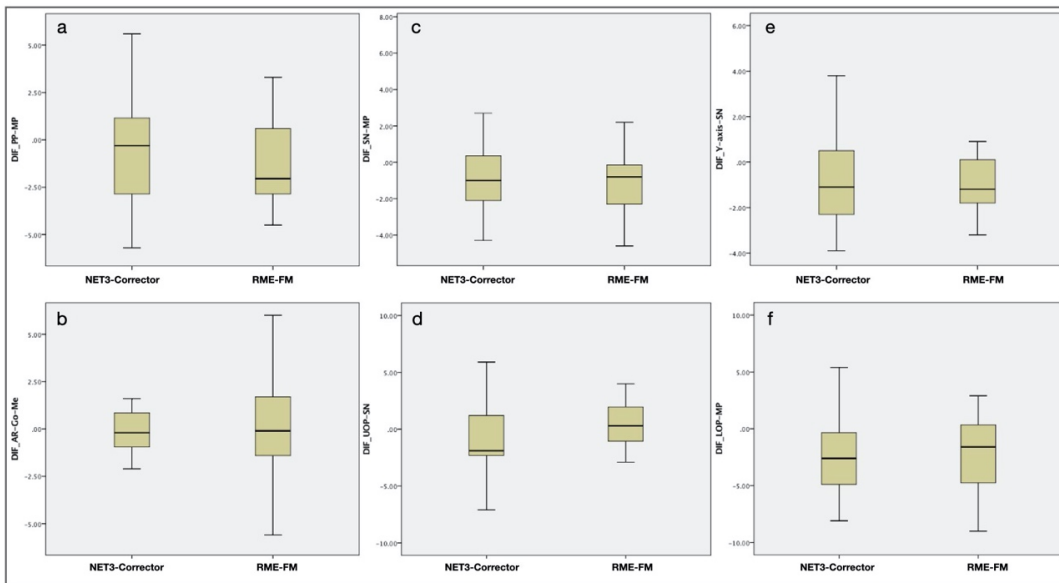 a
5.00
2.50
.00
-2.50
-5.00
DIF_PP-MP
NET3-Corrector RME-FM
c
8.00
6.00
4.00
2.00
.00
-2.00
-4.00
DIF_SN-MP
NET3-Corrector RME-FM
e
6.00
4.00
2.00
.00
-2.00
-4.00
DIF_Y-axis-SN
NET3-Corrector RME-FM
b
5.00
2.50
.00
-2.50
-5.00
DIF_AR-Go-Me
NET3-Corrector RME-FM
d
10.00
5.00
.00
-5.00
-10.00
DIF_UOP-SN
NET3-Corrector RME-FM
f
10.00
5.00
.00
-5.00
-10.00
DIF_LOP-MP
NET3-Corrector RME-FM